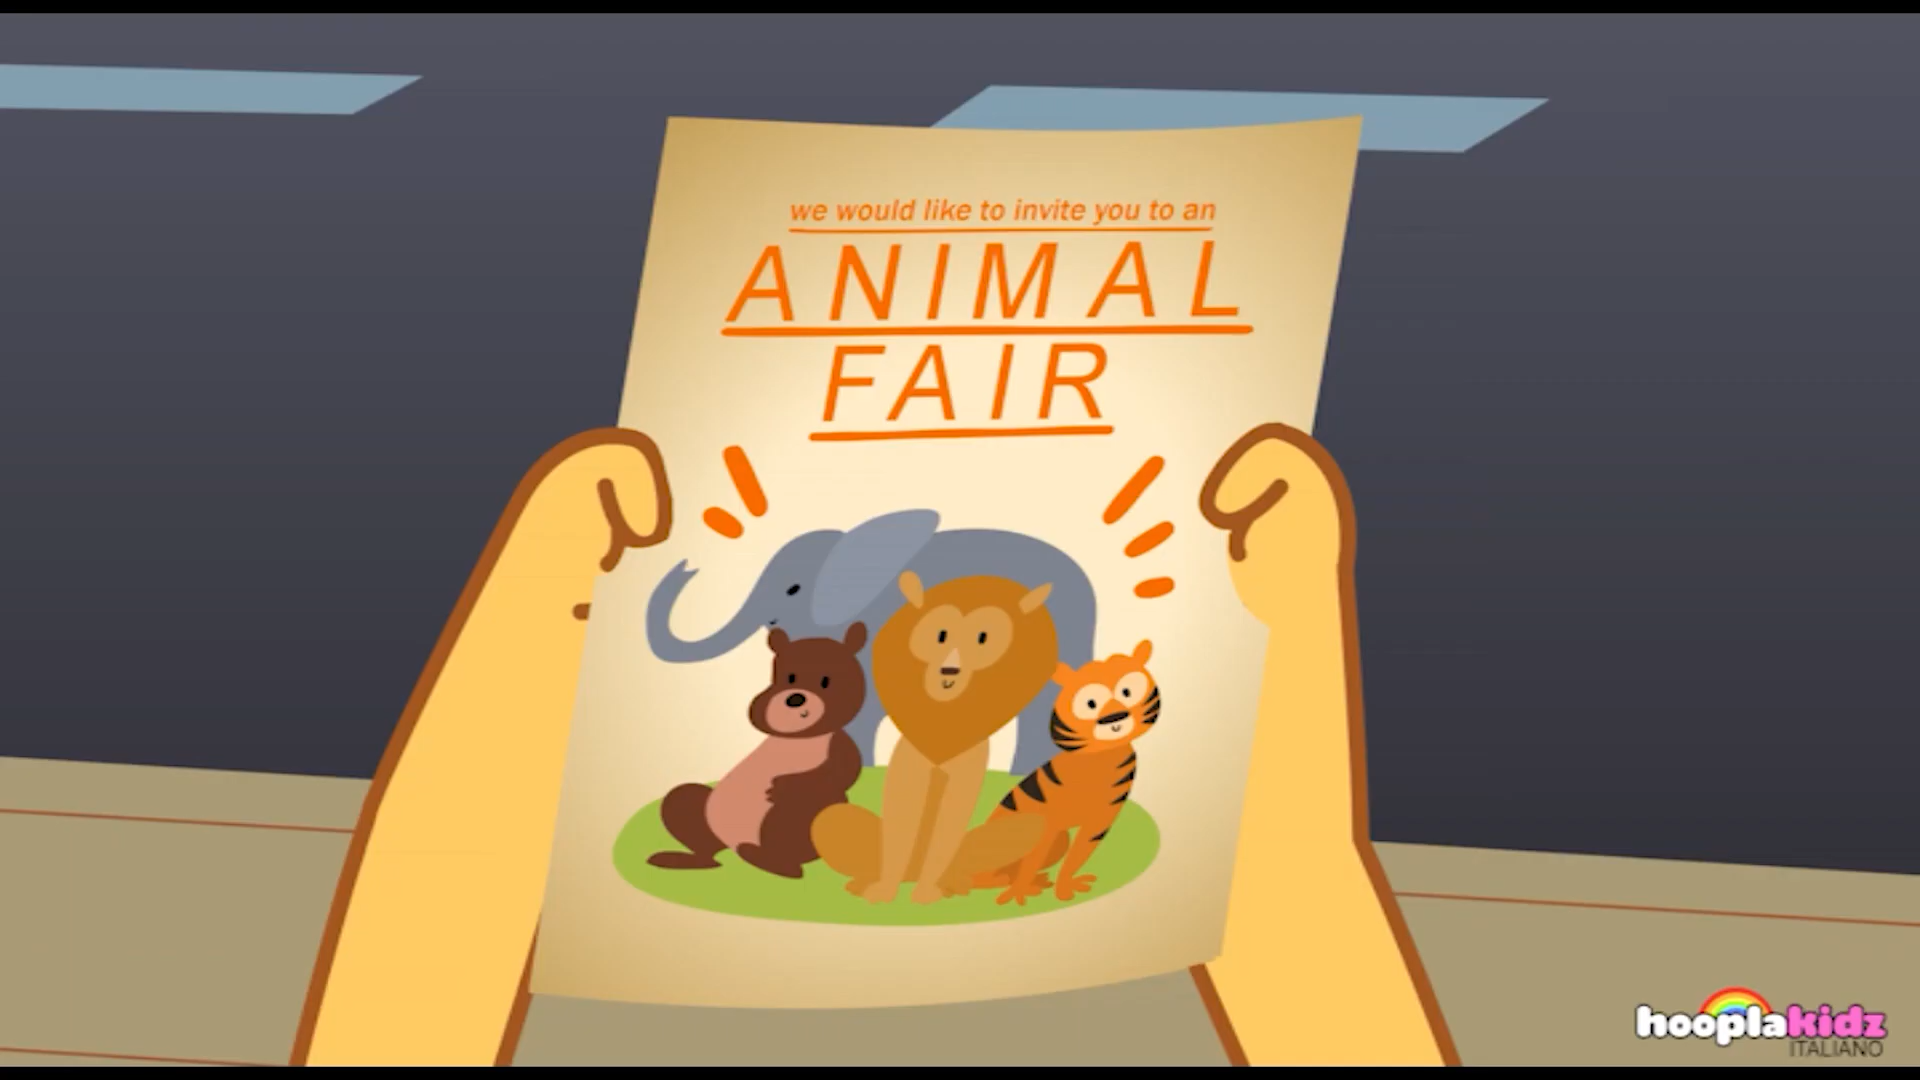 we would like to invite you to an
ANIMAL
FAIR
hooplakidz
ITALIANO